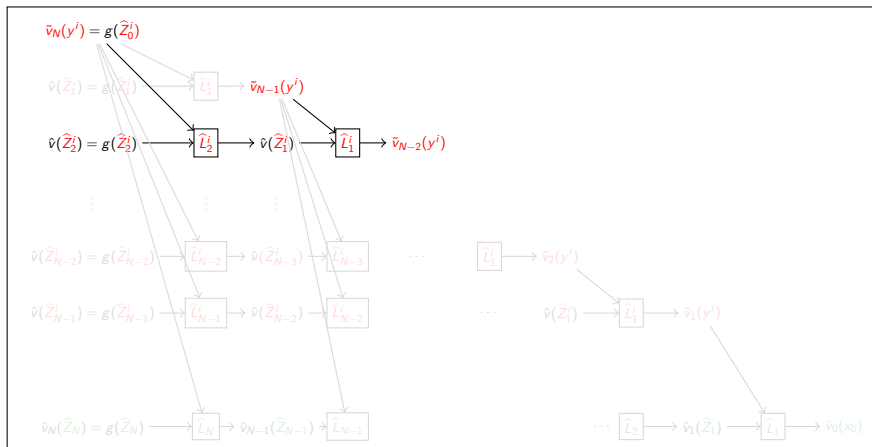 ṽ_N(y^i) = g(Ẑ_0^i)
v̂(Ẑ_1^i) = g(Ẑ_1^i) L̂_1^i ṽ_{N−1}(y^i)
v̂(Ẑ_2^i) = g(Ẑ_2^i) L̂_2^i v̂(Ẑ_1^i) L̂_1^i ṽ_{N−2}(y^i)
⋮ ⋮ ⋮
v̂(Ẑ_{N−2}^i) = g(Ẑ_{N−2}^i) L̂_{N−2}^i v̂(Ẑ_{N−3}^i) L̂_{N−3}^i ⋯ L̂_1^i ṽ_2(y^i)
v̂(Ẑ_{N−1}^i) = g(Ẑ_{N−1}^i) L̂_{N−1}^i v̂(Ẑ_{N−2}^i) L̂_{N−2}^i ⋯ v̂(Ẑ_1^i) L̂_1^i ṽ_1(y^i)
v̂_N(Ẑ_N) = g(Ẑ_N) L̂_N v̂_{N−1}(Ẑ_{N−1}) L̂_{N−1} ⋯ L̂_2 v̂_1(Ẑ_1) L̂_1 v̂_0(x_0)